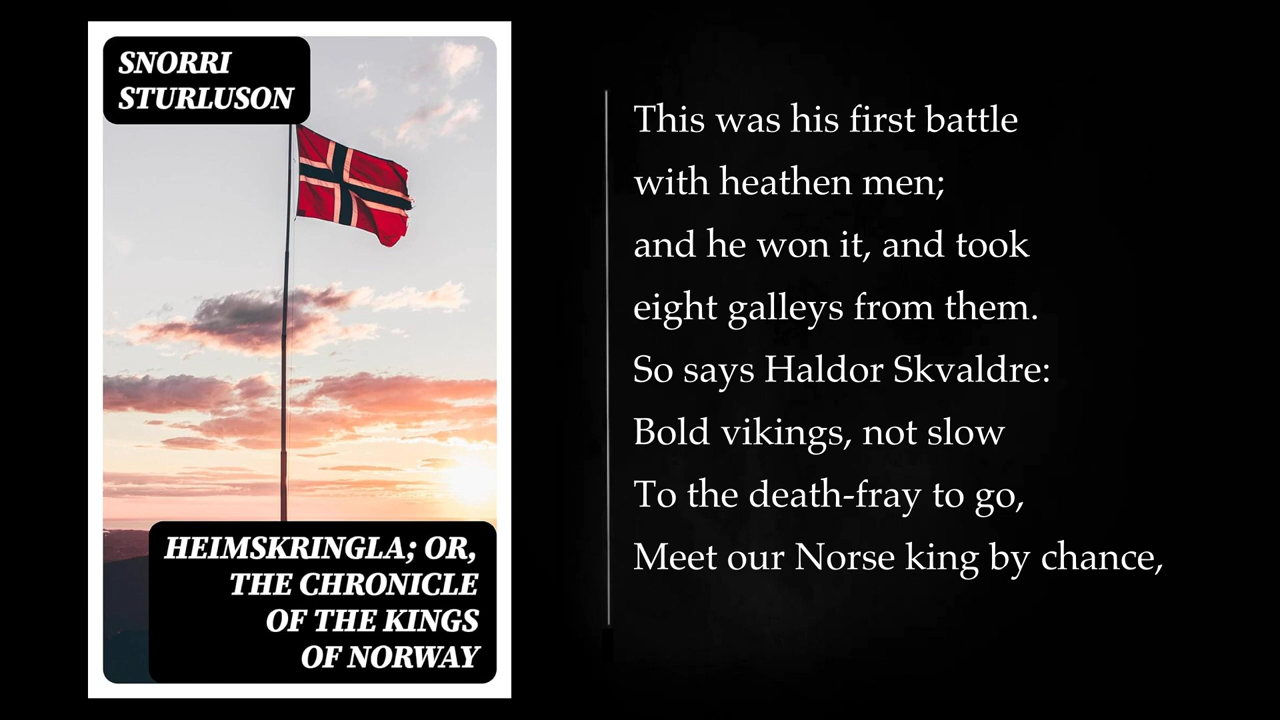 SNORRI
STURLUSON
HEIMSKRINGLA; OR,
THE CHRONICLE
OF THE KINGS
OF NORWAY
This was his first battle
with heathen men;
and he won it, and took
eight galleys from them.
So says Haldor Skvaldre:
Bold vikings, not slow
To the death-fray to go,
Meet our Norse king by chance,